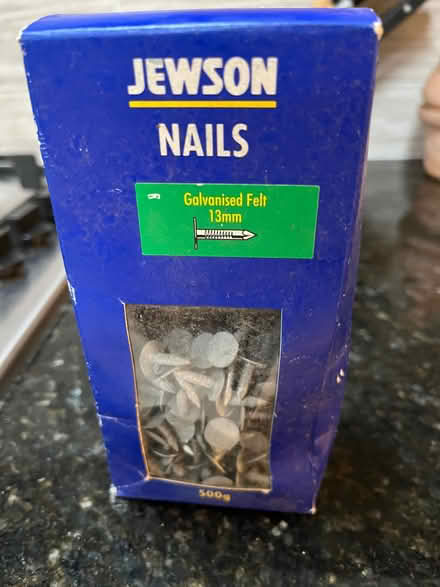 JEWSON
NAILS
Galvanised Felt
13mm
500g